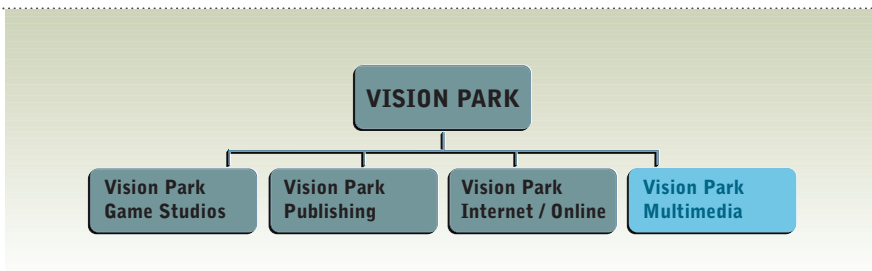 VISION PARK
Vision Park
Game Studios
Vision Park
Publishing
Vision Park
Internet / Online
Vision Park
Multimedia